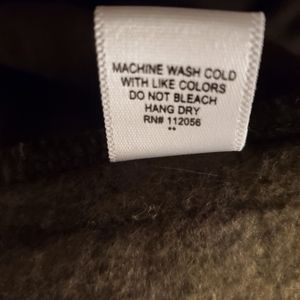 MACHINE WASH COLD
WITH LIKE COLORS
DO NOT BLEACH
HANG DRY
RN# 112056
**